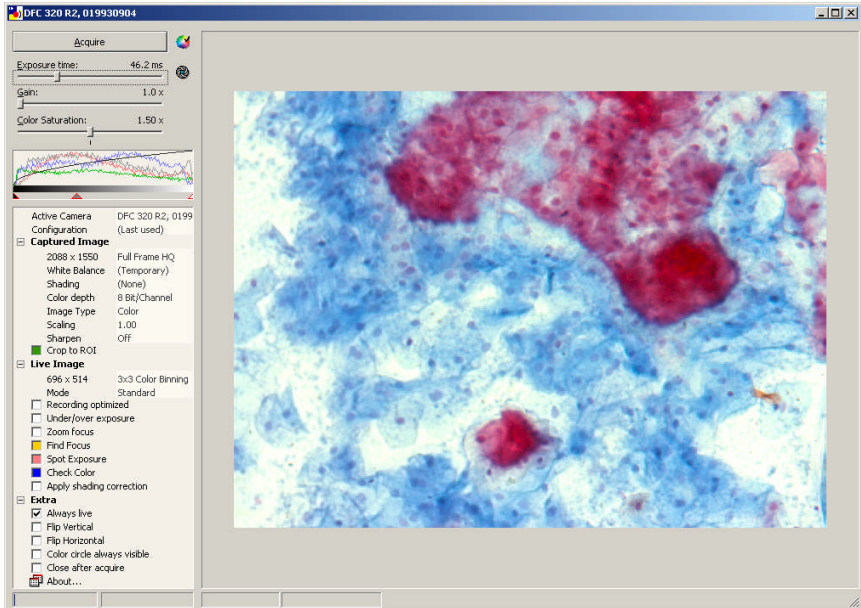 DFC 320 R2, 019930904
Acquire
Exposure time: 46.2 ms
Gain: 1.0 x
Color Saturation: 1.50 x
Active Camera DFC 320 R2, 0199
Configuration (Last used)
Captured Image
2088 x 1550 Full Frame HQ
White Balance (Temporary)
Shading (None)
Color depth 8 Bit/Channel
Image Type Color
Scaling 1.00
Sharpen Off
Crop to ROI
Live Image
696 x 514 3x3 Color Binning
Mode Standard
Recording optimized
Under/over exposure
Zoom focus
Find Focus
Spot Exposure
Check Color
Apply shading correction
Extra
Always live
Flip Vertical
Flip Horizontal
Color circle always visible
Close after acquire
About...